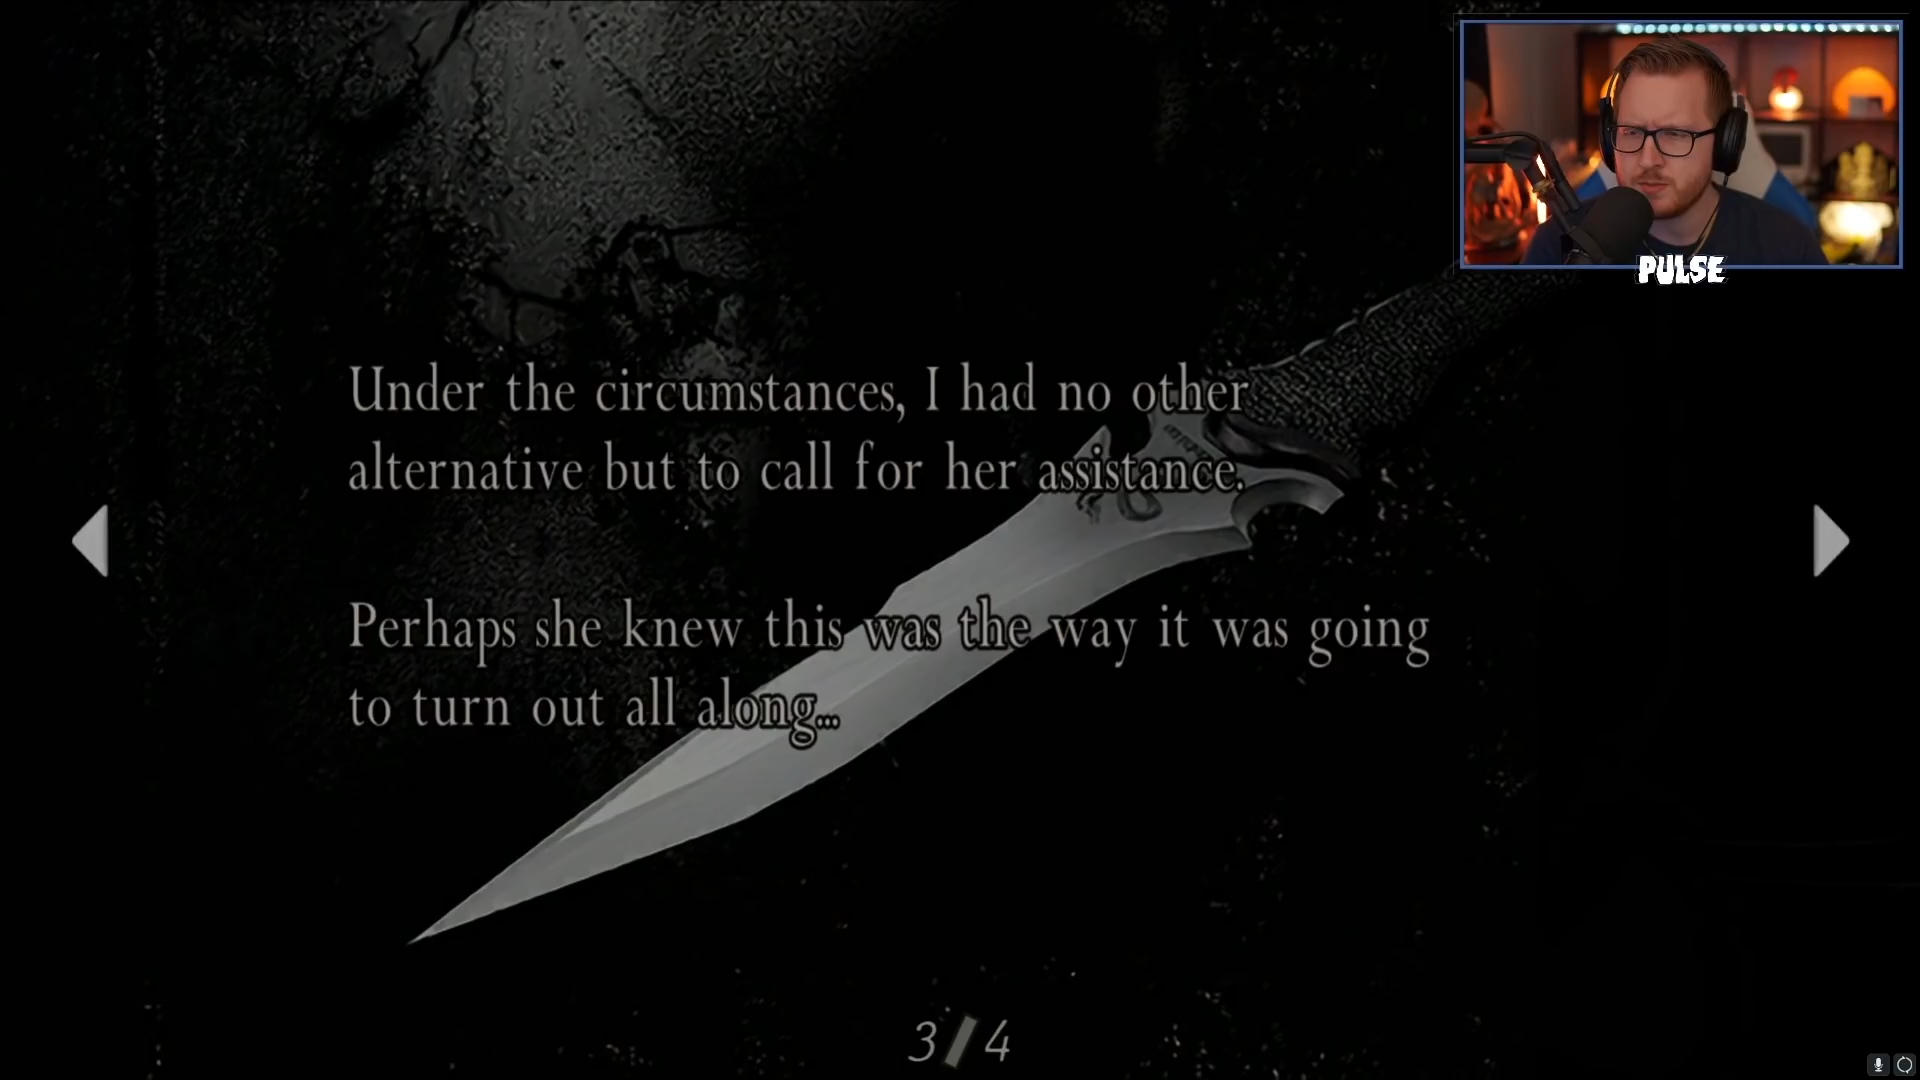 PULSE
Under the circumstances, I had no other
alternative but to call for her assistance.
Perhaps she knew this was the way it was going
to turn out all along...
3/4